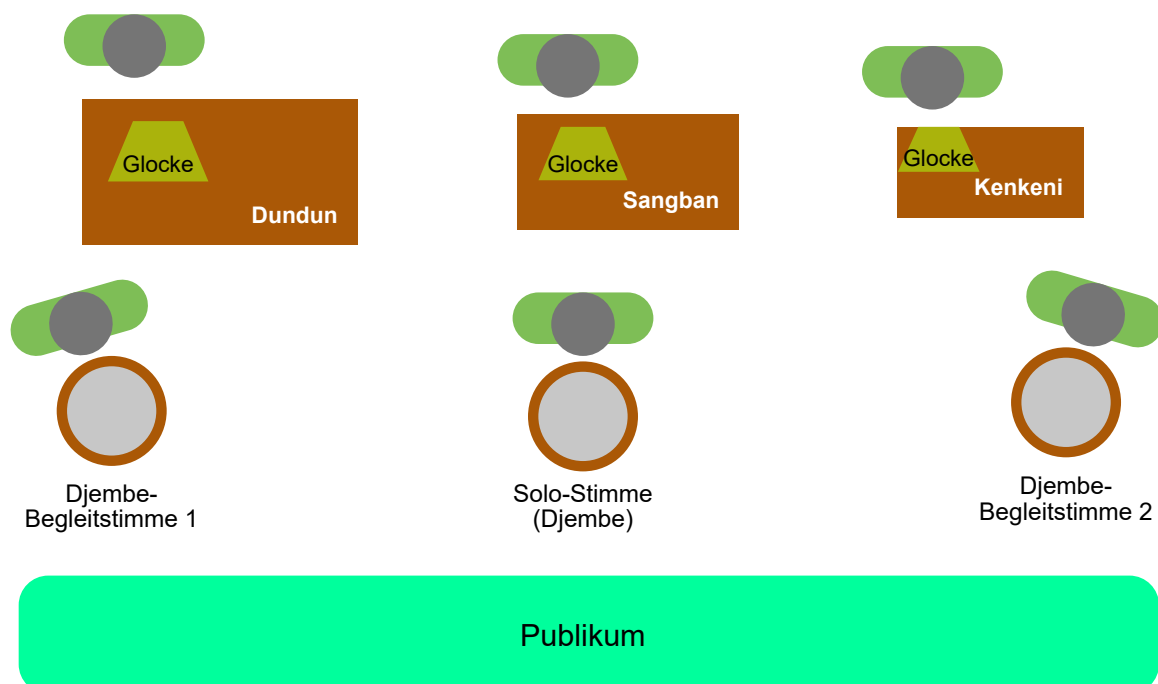 Glocke
Dundun
Glocke
Sangban
Glocke
Kenkeni
Djembe-
Begleitstimme 1
Solo-Stimme
(Djembe)
Djembe-
Begleitstimme 2
Publikum